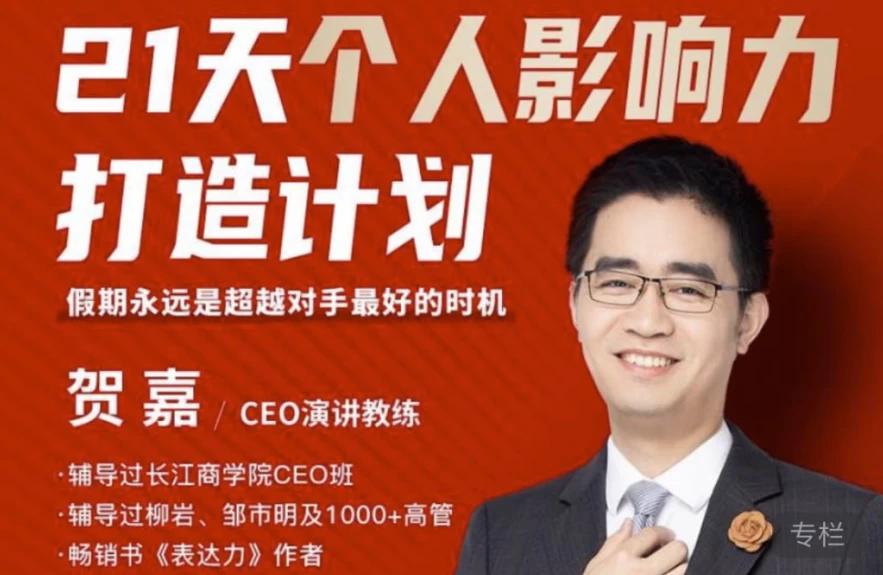 21天个人影响力
打造计划
假期永远是超越对手最好的时机
贺嘉 / CEO演讲教练
·辅导过长江商学院CEO班
·辅导过柳岩、邹市明及1000+高管
·畅销书《表达力》作者
专栏